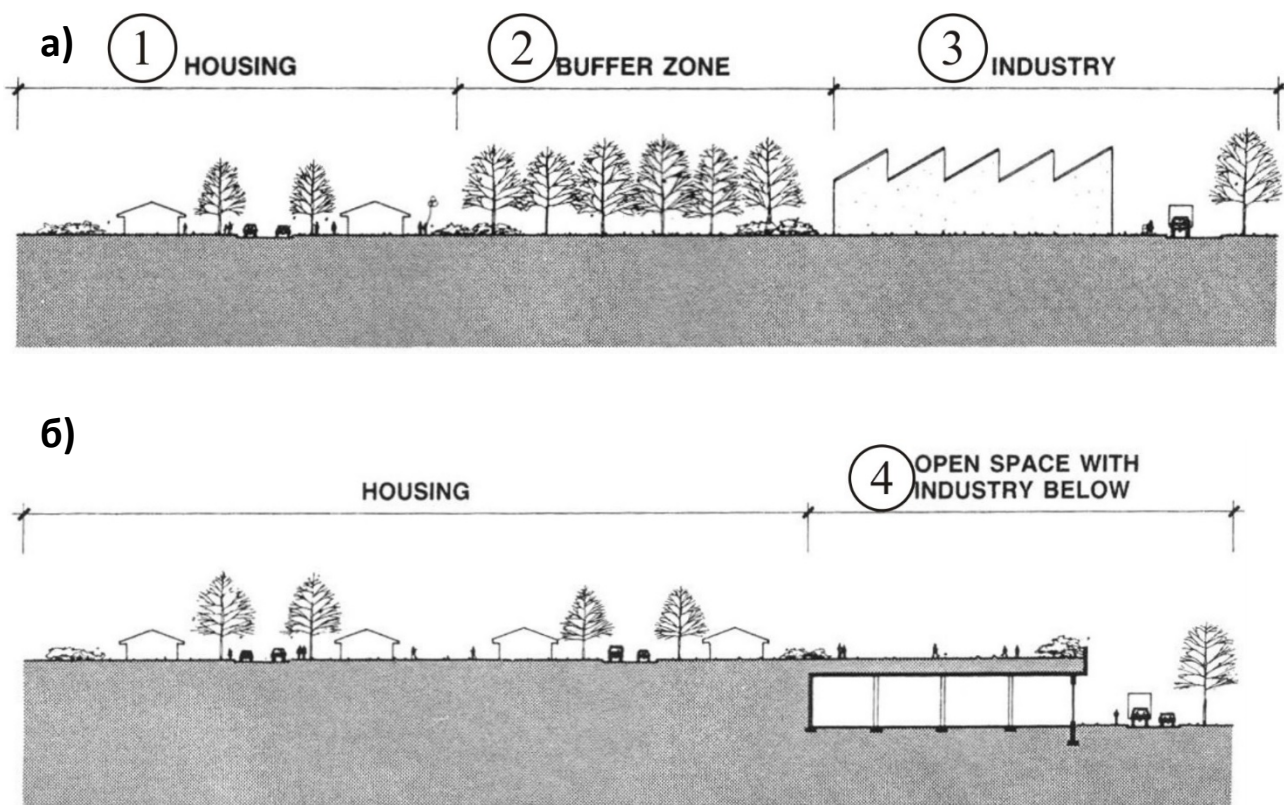 а)
1 HOUSING
2 BUFFER ZONE
3 INDUSTRY
б)
HOUSING
4 OPEN SPACE WITH
INDUSTRY BELOW